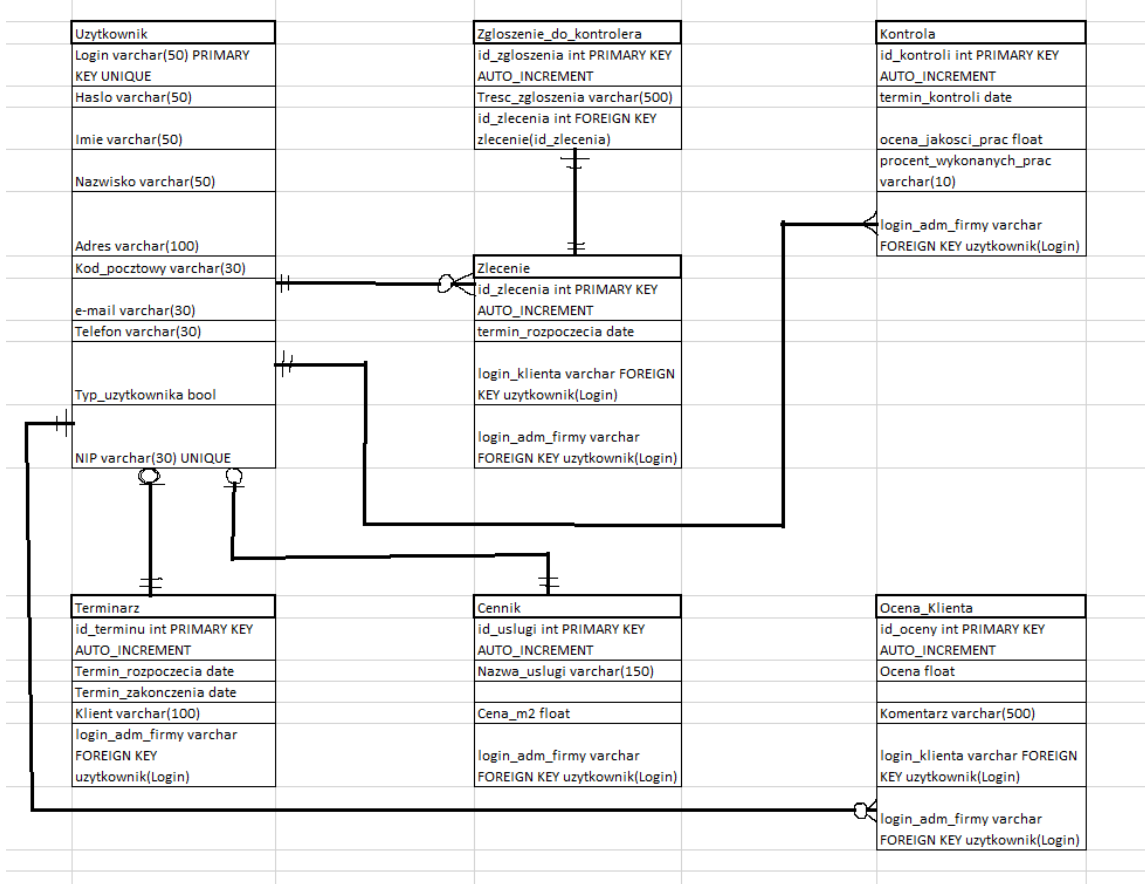 Uzytkownik
Login varchar(50) PRIMARY
KEY UNIQUE
Haslo varchar(50)
Imie varchar(50)
Nazwisko varchar(50)
Adres varchar(100)
Kod_pocztowy varchar(30)
e-mail varchar(30)
Telefon varchar(30)
Typ_uzytkownika bool
NIP varchar(30) UNIQUE
Zgloszenie_do_kontrolera
id_zgloszenia int PRIMARY KEY
AUTO_INCREMENT
Tresc_zgloszenia varchar(500)
id_zlecenia int FOREIGN KEY
zlecenie(id_zlecenia)
Kontrola
id_kontroli int PRIMARY KEY
AUTO_INCREMENT
termin_kontroli date
ocena_jakosci_prac float
procent_wykonanych_prac
varchar(10)
login_adm_firmy varchar
FOREIGN KEY uzytkownik(Login)
Zlecenie
id_zlecenia int PRIMARY KEY
AUTO_INCREMENT
termin_rozpoczecia date
login_klienta varchar FOREIGN
KEY uzytkownik(Login)
login_adm_firmy varchar
FOREIGN KEY uzytkownik(Login)
Terminarz
id_terminu int PRIMARY KEY
AUTO_INCREMENT
Termin_rozpoczecia date
Termin_zakonczenia date
Klient varchar(100)
login_adm_firmy varchar
FOREIGN KEY
uzytkownik(Login)
Cennik
id_uslugi int PRIMARY KEY
AUTO_INCREMENT
Nazwa_uslugi varchar(150)
Cena_m2 float
login_adm_firmy varchar
FOREIGN KEY uzytkownik(Login)
Ocena_Klienta
id_oceny int PRIMARY KEY
AUTO_INCREMENT
Ocena float
Komentarz varchar(500)
login_klienta varchar FOREIGN
KEY uzytkownik(Login)
login_adm_firmy varchar
FOREIGN KEY uzytkownik(Login)